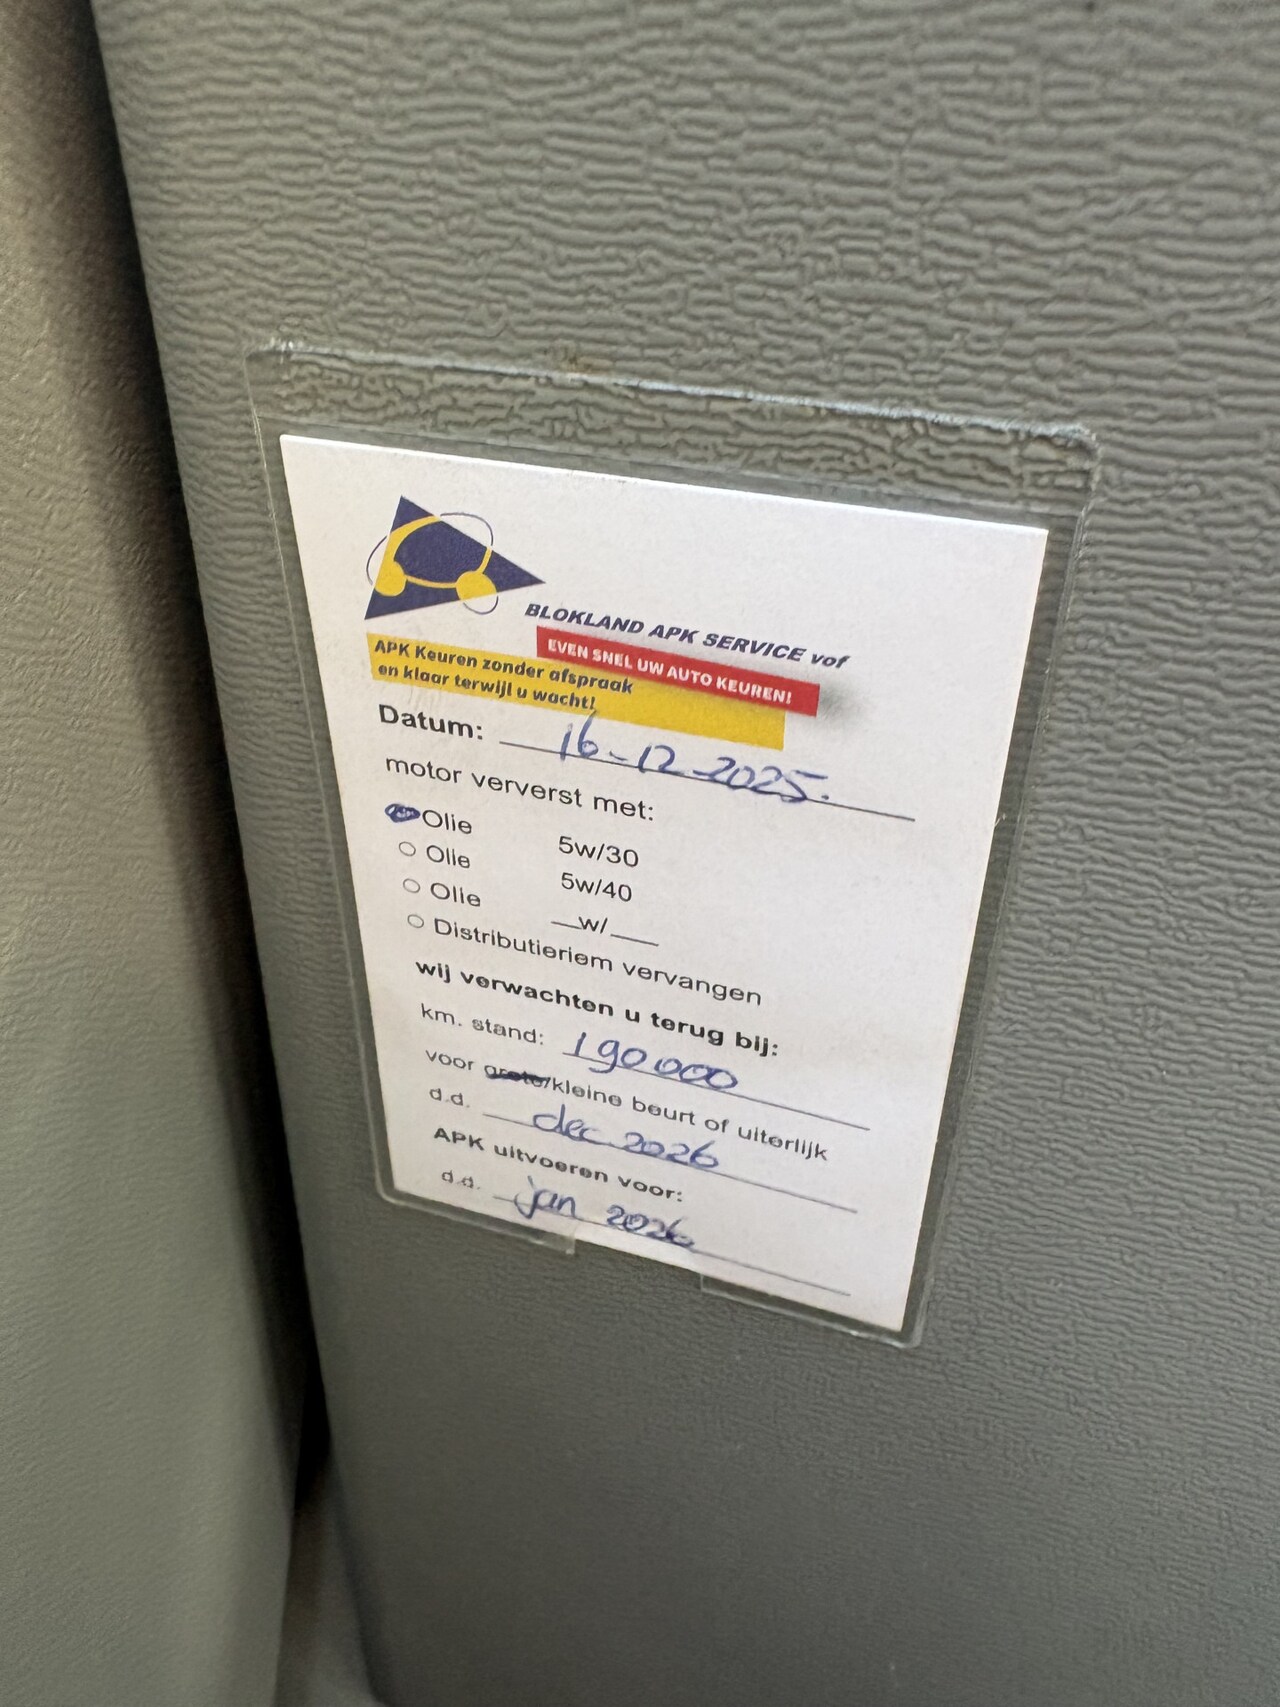 BLOKLAND APK SERVICE vof
EVEN SNEL UW AUTO KEUREN!
APK Keuren zonder afspraak
en klaar terwijl u wacht!
Datum: 16-12-2025.
motor ververst met:
Olie 5w/30
Olie 5w/40
Olie __w/___
Distributieriem vervangen
wij verwachten u terug bij:
km. stand: 190000
voor grote/kleine beurt of uiterlijk
d.d. dec 2026
APK uitvoeren voor:
d.d. jan 2026